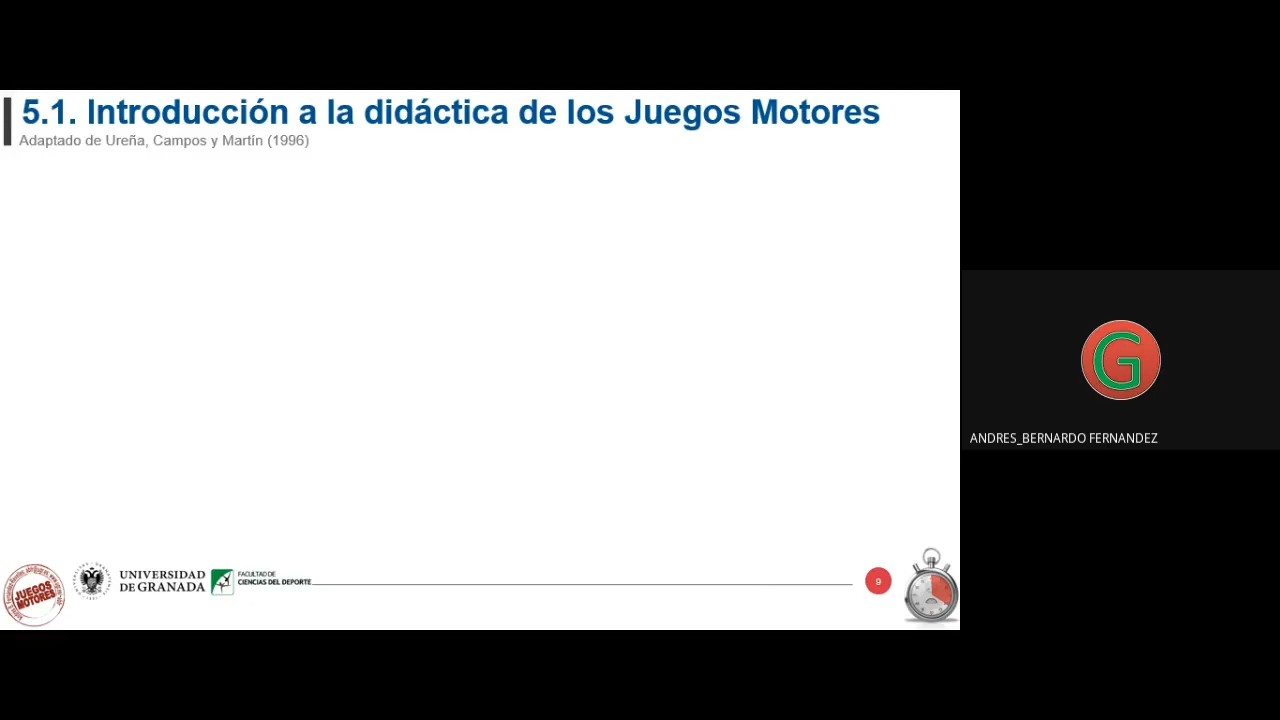 5.1. Introducción a la didáctica de los Juegos Motores
Adaptado de Ureña, Campos y Martín (1996)
G
ANDRES_BERNARDO FERNANDEZ
JUEGOS
MOTORES
UNIVERSIDAD
DE GRANADA
FACULTAD DE
CIENCIAS DEL DEPORTE
9